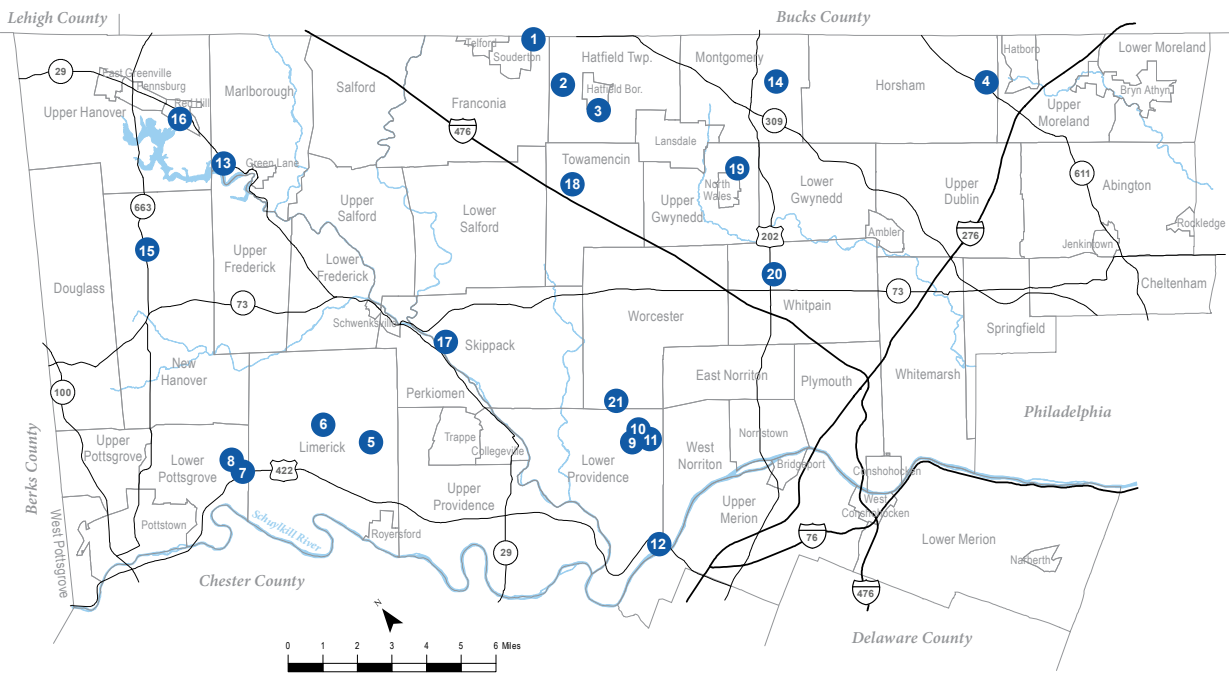 Lehigh County
Bucks County
1
Telford
Souderton
Hatfield Twp.
Montgomery
Hatboro
Lower Moreland
29
East Greenville
Pennsburg
Upper Hanover
Red Hill
16
Marlborough
Salford
Franconia
476
2
Hatfield Bor.
3
14
309
Horsham
4
Bryn Athyn
Upper
Moreland
Lansdale
13
Green Lane
Towamencin
18
19
North
Wales
Upper
Gwynedd
Lower
Gwynedd
Upper
Dublin
611
Abington
Rockledge
663
Upper
Salford
Lower
Salford
202
Ambler
276
Jenkintown
15
Upper
Frederick
Lower
Frederick
20
Cheltenham
Douglass
73
73
Whitpain
Worcester
Springfield
Schwenksville
17
Skippack
New
Hanover
East Norriton
Plymouth
Whitemarsh
100
Perkiomen
21
Philadelphia
6
Limerick
5
10
9
11
Trappe
Collegeville
Norristown
West
Norriton
Upper
Pottsgrove
Berks County
Lower
Pottsgrove
8
7
422
Lower
Providence
Bridgeport
Conshohocken
Upper
Providence
Upper
Merion
West
Conshohocken
West Pottsgrove
Pottstown
Schuylkill River
Royersford
12
76
Lower Merion
29
Narberth
Chester County
476
N
Delaware County
0 1 2 3 4 5 6 Miles